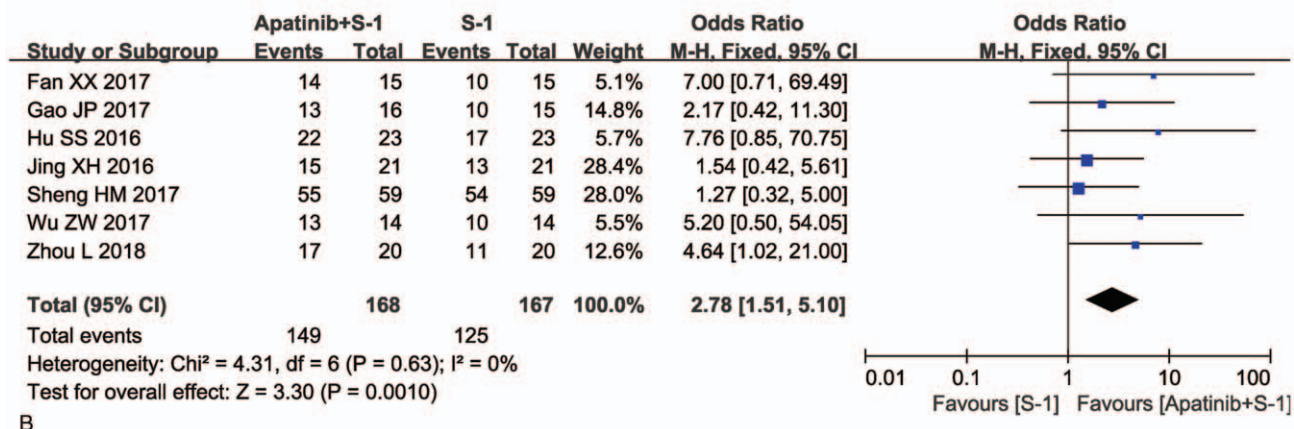 Apatinib+S-1 S-1 Odds Ratio Odds Ratio
Study or Subgroup Events Total Events Total Weight M-H, Fixed, 95% CI M-H, Fixed, 95% CI
Fan XX 2017 14 15 10 15 5.1% 7.00 [0.71, 69.49]
Gao JP 2017 13 16 10 15 14.8% 2.17 [0.42, 11.30]
Hu SS 2016 22 23 17 23 5.7% 7.76 [0.85, 70.75]
Jing XH 2016 15 21 13 21 28.4% 1.54 [0.42, 5.61]
Sheng HM 2017 55 59 54 59 28.0% 1.27 [0.32, 5.00]
Wu ZW 2017 13 14 10 14 5.5% 5.20 [0.50, 54.05]
Zhou L 2018 17 20 11 20 12.6% 4.64 [1.02, 21.00]
Total (95% CI) 168 167 100.0% 2.78 [1.51, 5.10]
Total events 149 125
Heterogeneity: Chi² = 4.31, df = 6 (P = 0.63); I² = 0%
Test for overall effect: Z = 3.30 (P = 0.0010)
0.01 0.1 1 10 100
Favours [S-1] Favours [Apatinib+S-1]
B